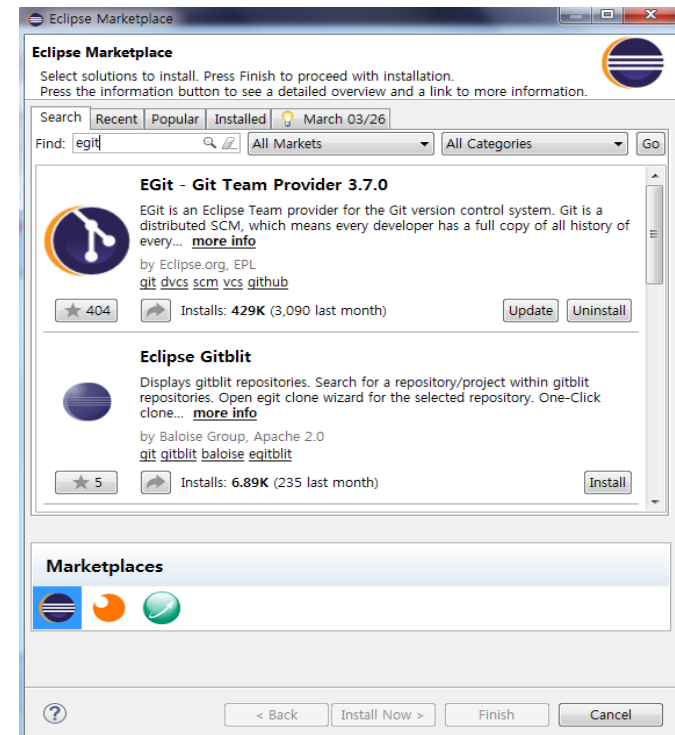 Eclipse Marketplace
Eclipse Marketplace
Select solutions to install. Press Finish to proceed with installation.
Press the information button to see a detailed overview and a link to more information.
Search Recent Popular Installed March 03/26
Find: egit All Markets All Categories Go
EGit - Git Team Provider 3.7.0
EGit is an Eclipse Team provider for the Git version control system. Git is a
distributed SCM, which means every developer has a full copy of all history of
every... more info
by Eclipse.org, EPL
git dvcs scm vcs github
404 Installs: 429K (3,090 last month) Update Uninstall
Eclipse Gitblit
Displays gitblit repositories. Search for a repository/project within gitblit
repositories. Open egit clone wizard for the selected repository. One-Click
clone... more info
by Baloise Group, Apache 2.0
git gitblit baloise egitblit
5 Installs: 6.89K (235 last month) Install
Marketplaces
? < Back Install Now > Finish Cancel